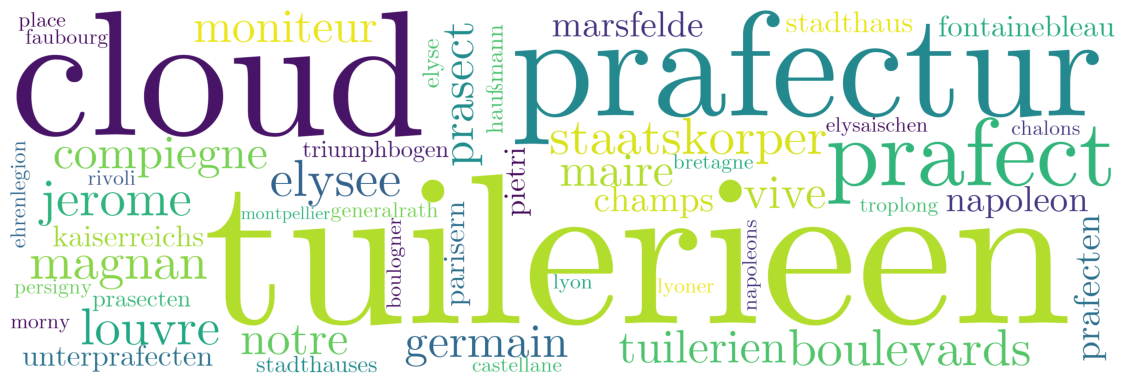 place
faubourg
cloud
moniteur
elyse
prasect
haußmann
marsfelde
stadthaus
fontainebleau
prafectur
compiegne
triumphbogen
staatskorper
elysaischen
chalons
ehrenlegion
rivoli
jerome
elysee
pietri
maire
bretagne
prafect
montpellier
generalrath
champs
vive
troplong
napoleon
kaiserreichs
magnan
tuilerieen
boulogner
parisern
lyon
lyoner
napoleons
prafecten
persigny
prasecten
morny
louvre
notre
germain
tuilerien
boulevards
unterprafecten
stadthauses
castellane